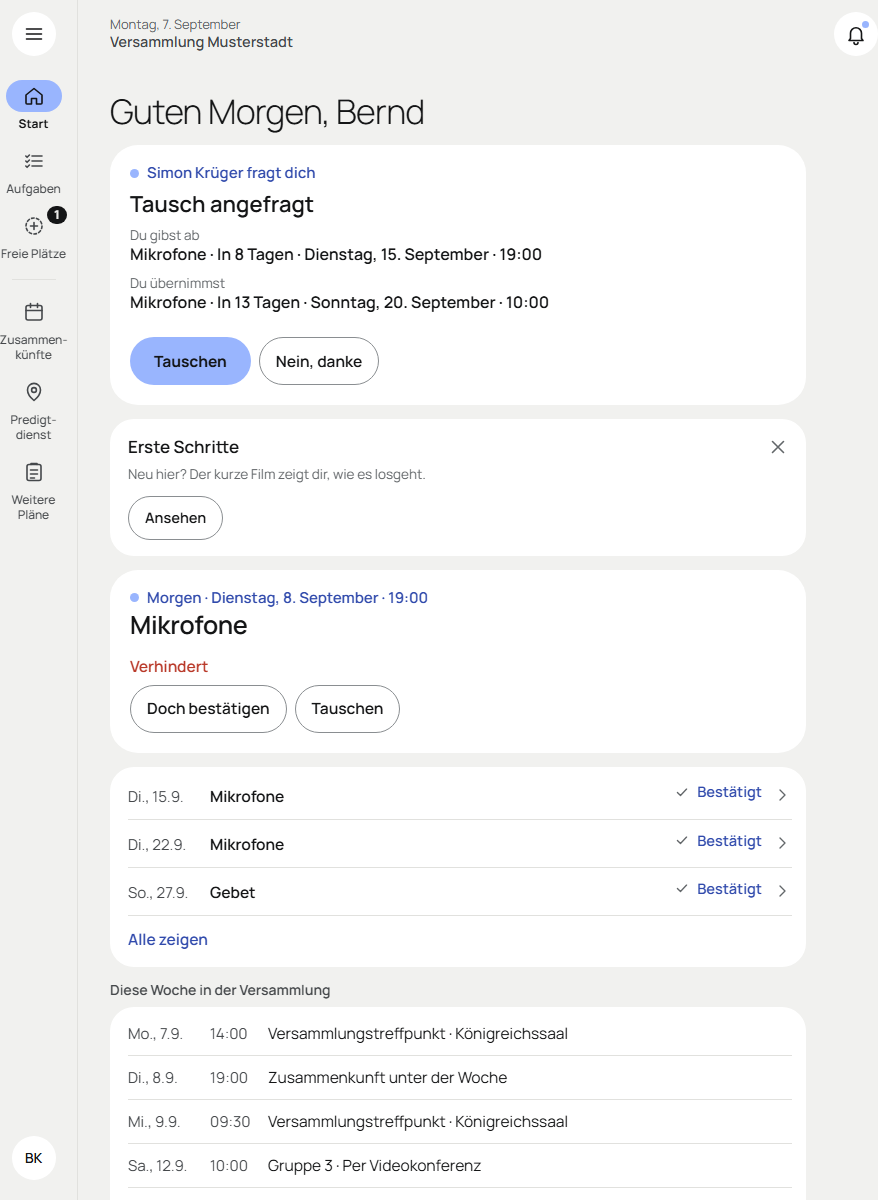 Montag, 7. September
Versammlung Musterstadt
Start
Aufgaben
1
Freie Plätze
Zusammen-
künfte
Predigt-
dienst
Weitere
Pläne
BK
Guten Morgen, Bernd
Simon Krüger fragt dich
Tausch angefragt
Du gibst ab
Mikrofone · In 8 Tagen · Dienstag, 15. September · 19:00
Du übernimmst
Mikrofone · In 13 Tagen · Sonntag, 20. September · 10:00
Tauschen
Nein, danke
Erste Schritte
Neu hier? Der kurze Film zeigt dir, wie es losgeht.
Ansehen
Morgen · Dienstag, 8. September · 19:00
Mikrofone
Verhindert
Doch bestätigen
Tauschen
Di., 15.9. Mikrofone Bestätigt
Di., 22.9. Mikrofone Bestätigt
So., 27.9. Gebet Bestätigt
Alle zeigen
Diese Woche in der Versammlung
Mo., 7.9. 14:00 Versammlungstreffpunkt · Königreichssaal
Di., 8.9. 19:00 Zusammenkunft unter der Woche
Mi., 9.9. 09:30 Versammlungstreffpunkt · Königreichssaal
Sa., 12.9. 10:00 Gruppe 3 · Per Videokonferenz